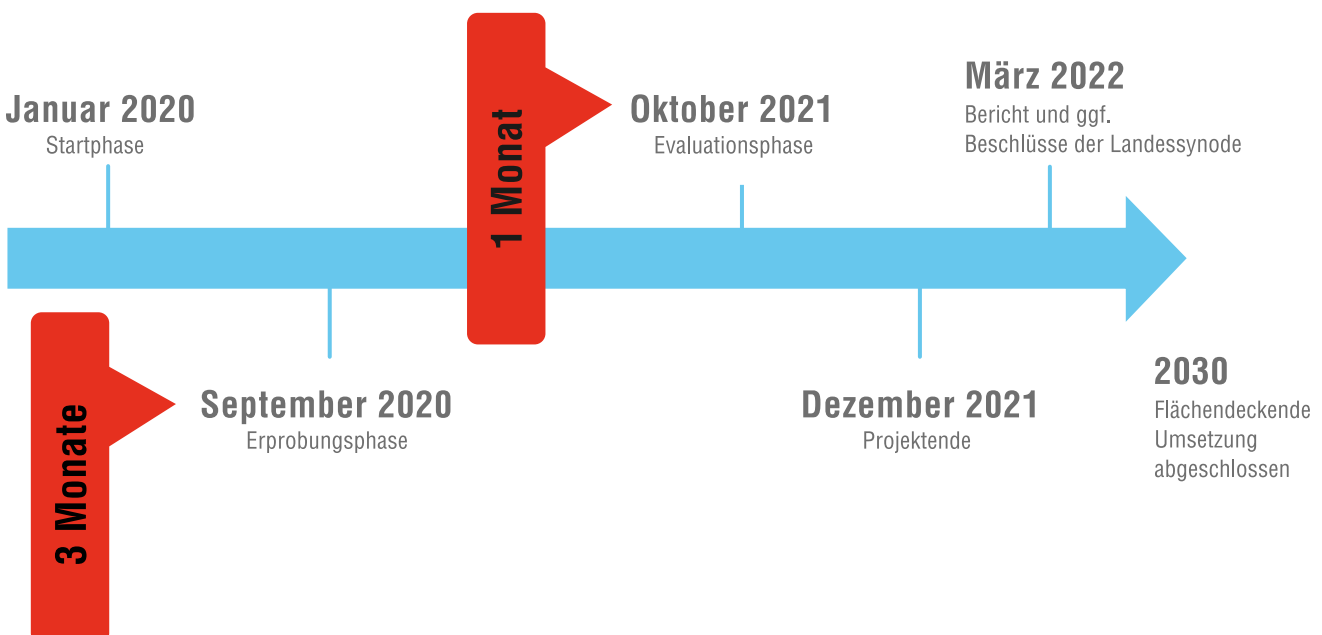 Januar 2020
Startphase
1 Monat
Oktober 2021
Evaluationsphase
März 2022
Bericht und ggf.
Beschlüsse der Landessynode
3 Monate
September 2020
Erprobungsphase
Dezember 2021
Projektende
2030
Flächendeckende
Umsetzung
abgeschlossen